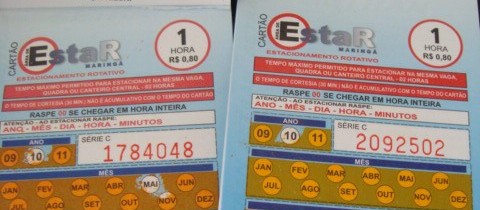 CARTÃO
ÁREA DE
EstaR
MARINGÁ
ESTACIONAMENTO ROTATIVO
1
HORA
R$ 0,80
TEMPO MÁXIMO PERMITIDO PARA ESTACIONAR NA MESMA VAGA,
QUADRA OU CANTEIRO CENTRAL - 02 HORAS
O TEMPO DE CORTESIA (30 MIN) NÃO É ACUMULATIVO COM O TEMPO DO CARTÃO
RASPE 00 SE CHEGAR EM HORA INTEIRA
ATENÇÃO - AO ESTACIONAR RASPE:
ANO - MÊS - DIA - HORA - MINUTOS
ANO
09 10 11
SÉRIE C
1784048
MÊS
JAN FEV MAR ABR MAI JUN
JUL AGO SET OUT NOV DEZ
CARTÃO
ÁREA DE
EstaR
MARINGÁ
ESTACIONAMENTO ROTATIVO
1
HORA
R$ 0,80
TEMPO MÁXIMO PERMITIDO PARA ESTACIONAR NA MESMA VAGA,
QUADRA OU CANTEIRO CENTRAL - 02 HORAS
O TEMPO DE CORTESIA (30 MIN) NÃO É ACUMULATIVO COM O TEMPO DO CARTÃO
RASPE 00 SE CHEGAR EM HORA INTEIRA
ATENÇÃO - AO ESTACIONAR RASPE:
ANO - MÊS - DIA - HORA - MINUTOS
ANO
09 10 11
SÉRIE C
2092502
MÊS
JAN FEV MAR ABR MAI JUN
JUL AGO SET OUT NOV DEZ